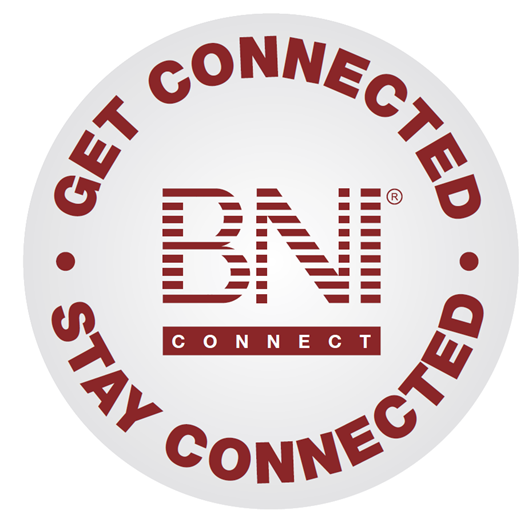 GET CONNECTED
BNI®
CONNECT
• STAY CONNECTED •